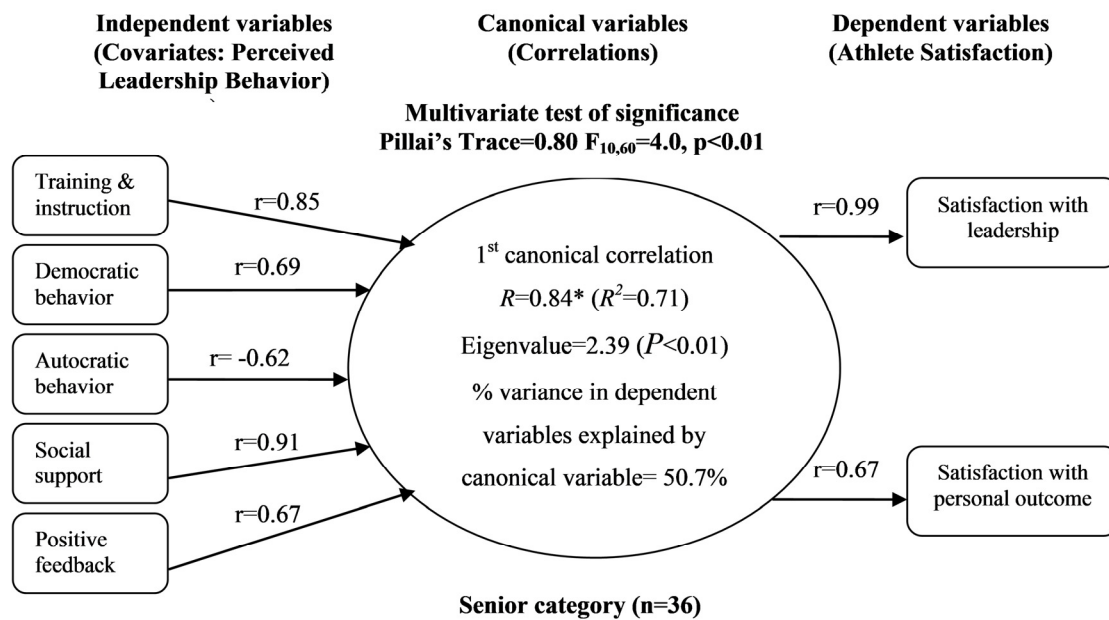 Independent variables
(Covariates: Perceived
Leadership Behavior)
`
Canonical variables
(Correlations)
Dependent variables
(Athlete Satisfaction)
Multivariate test of significance
Pillai's Trace=0.80 F10,60=4.0, p<0.01
Training &
instruction
r=0.85
Democratic
behavior
r=0.69
Autocratic
behavior
r= -0.62
Social
support
r=0.91
Positive
feedback
r=0.67
1st canonical correlation
R=0.84* (R2=0.71)
Eigenvalue=2.39 (P<0.01)
% variance in dependent
variables explained by
canonical variable= 50.7%
r=0.99
Satisfaction with
leadership
r=0.67
Satisfaction with
personal outcome
Senior category (n=36)